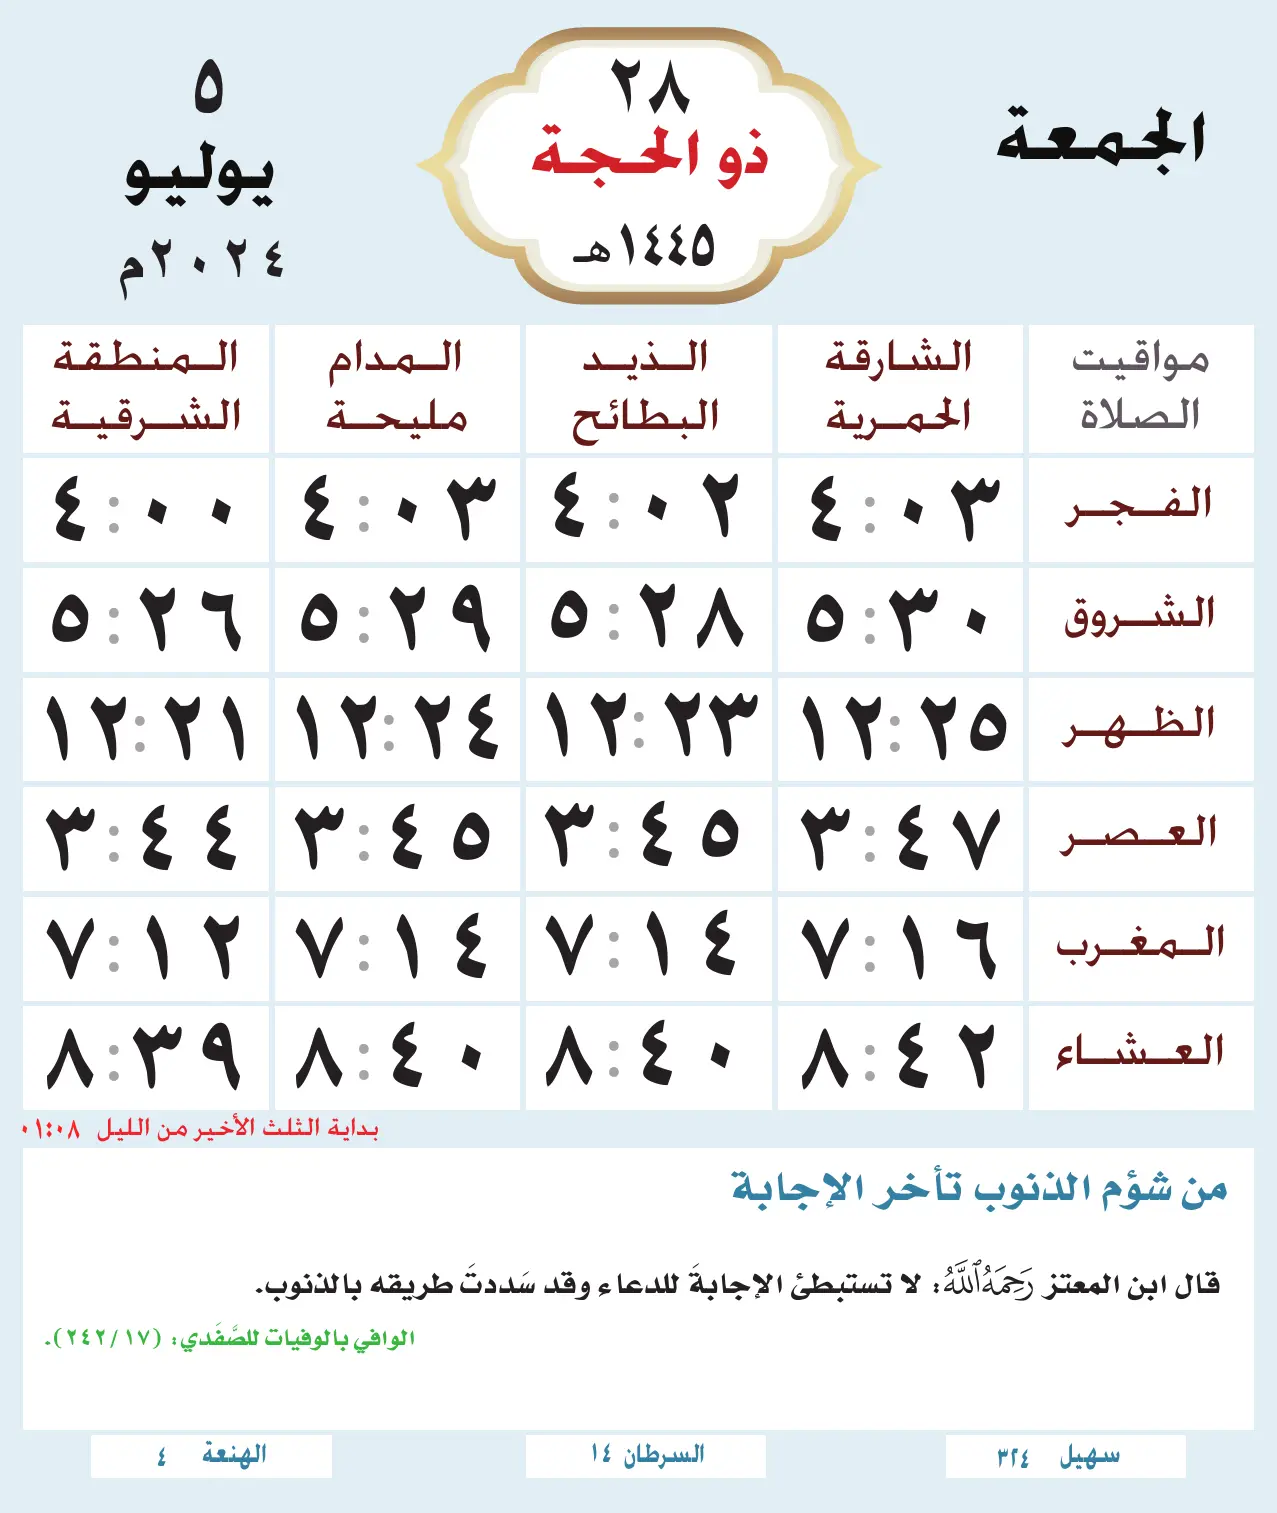 الجمعة
٢٨
ذو الحجة
١٤٤٥هـ
٥
يوليو
٢٠٢٤م
مواقيت الصلاة | الشارقة الحمرية | الذيد البطائح | المدام مليحة | المنطقة الشرقية
الفجر ٤:٠٣ ٤:٠٢ ٤:٠٣ ٤:٠٠
الشروق ٥:٣٠ ٥:٢٨ ٥:٢٩ ٥:٢٦
الظهر ١٢:٢٥ ١٢:٢٣ ١٢:٢٤ ١٢:٢١
العصر ٣:٤٧ ٣:٤٥ ٣:٤٥ ٣:٤٤
المغرب ٧:١٦ ٧:١٤ ٧:١٤ ٧:١٢
العشاء ٨:٤٢ ٨:٤٠ ٨:٤٠ ٨:٣٩
بداية الثلث الأخير من الليل ٠١:٠٨
من شؤم الذنوب تأخر الإجابة
قال ابن المعتز رَحِمَهُ ٱللَّهُ: لا تستبطئ الإجابةَ للدعاء وقد سَددتَ طريقه بالذنوب.
الوافي بالوفيات للصَّفَدي: (٢٤٢/١٧).
سهيل ٣٢٤
السرطان ١٤
الهنعة ٤